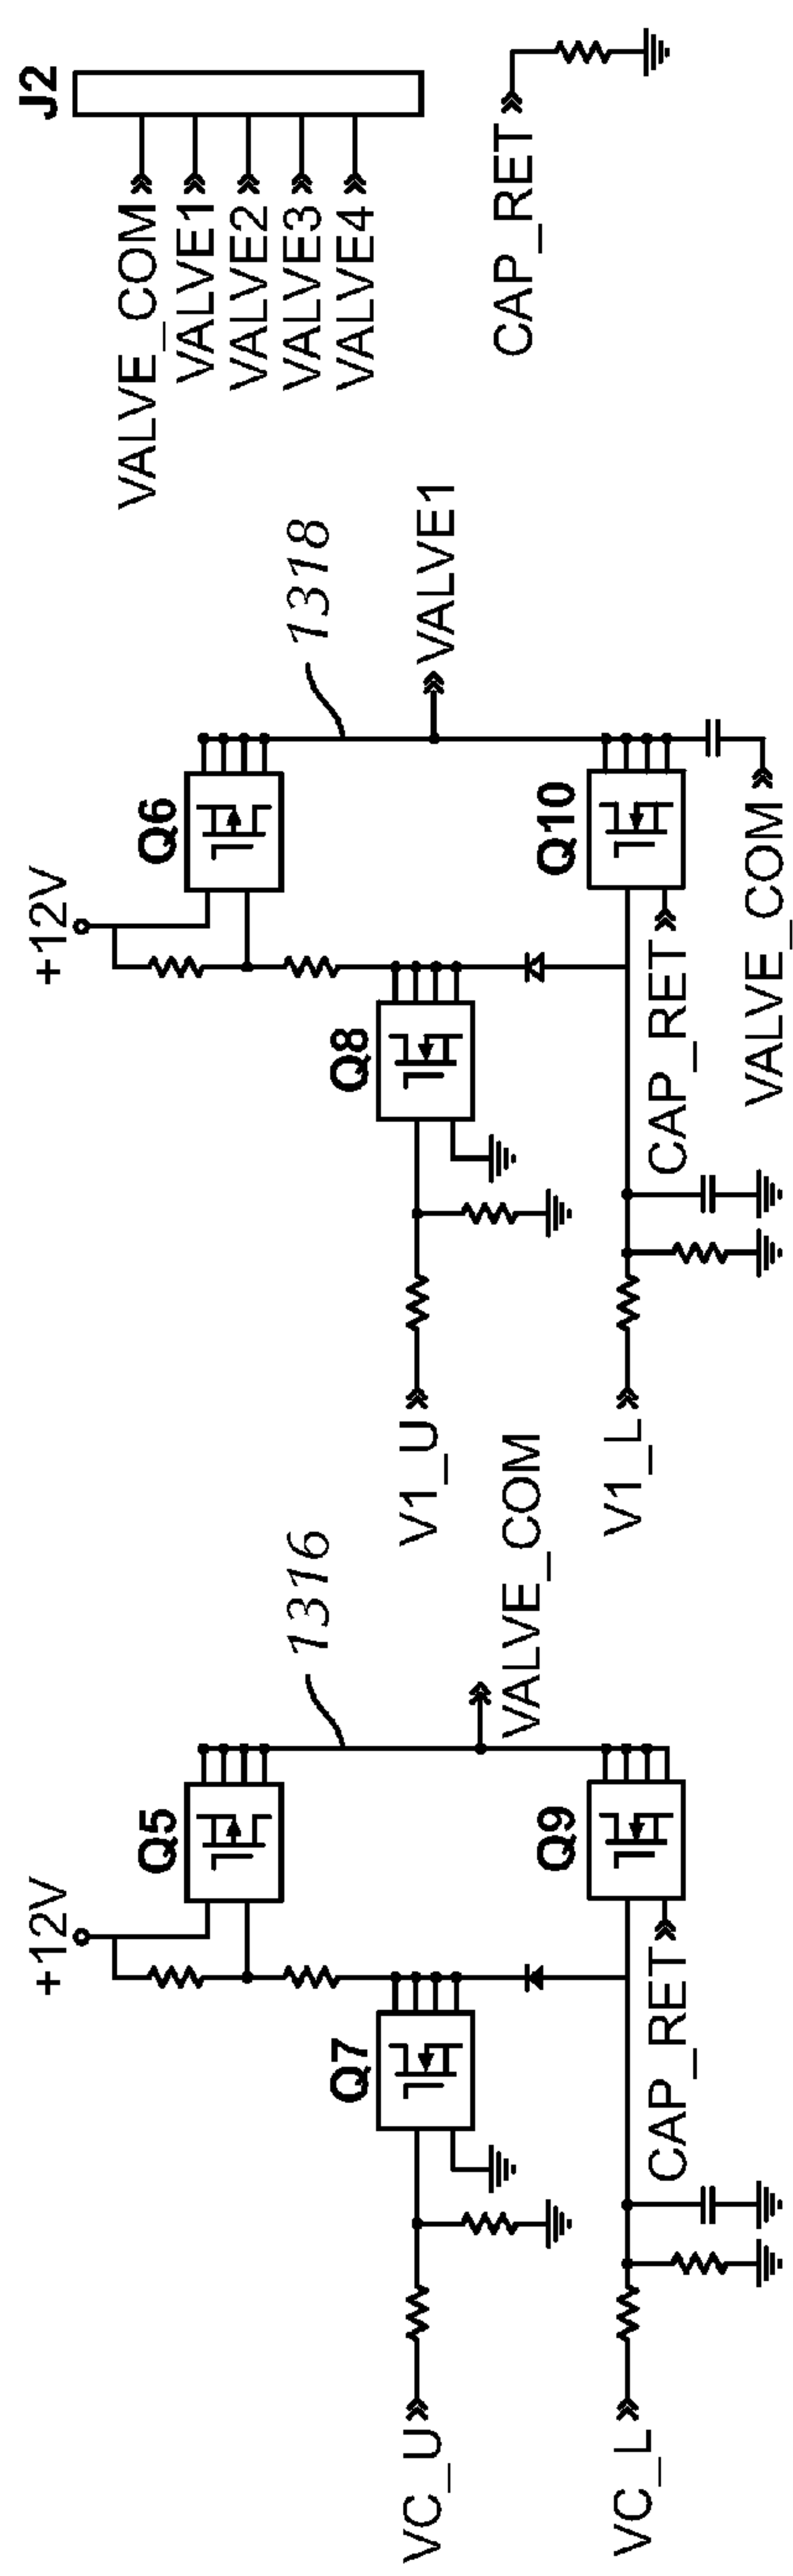 +12V
Q5
1316
Q7
VC_U
VALVE_COM
Q9
CAP_RET
VC_L
+12V
Q6
1318
Q8
V1_U
VALVE1
Q10
CAP_RET
V1_L
VALVE_COM
J2
VALVE_COM
VALVE1
VALVE2
VALVE3
VALVE4
CAP_RET